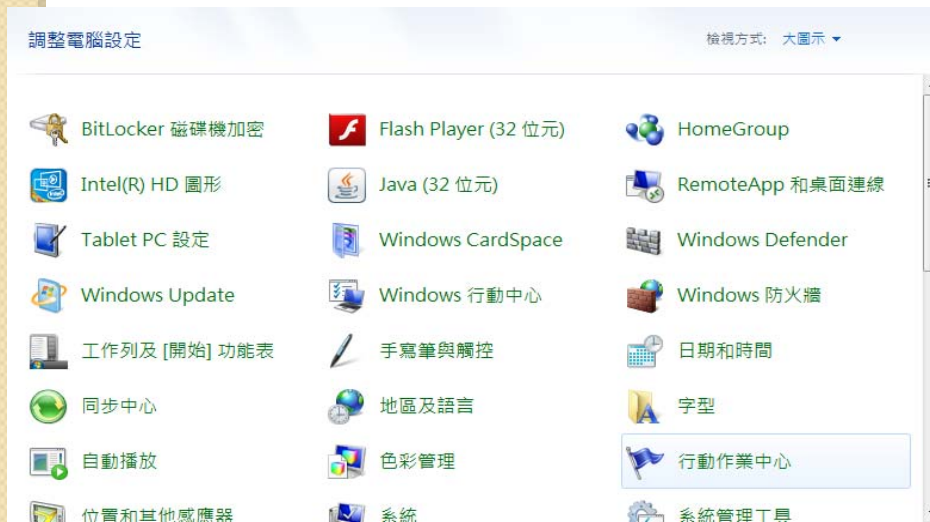 調整電腦設定
檢視方式: 大圖示
BitLocker 磁碟機加密
Flash Player (32 位元)
HomeGroup
Intel(R) HD 圖形
Java (32 位元)
RemoteApp 和桌面連線
Tablet PC 設定
Windows CardSpace
Windows Defender
Windows Update
Windows 行動中心
Windows 防火牆
工作列及 [開始] 功能表
手寫筆與觸控
日期和時間
同步中心
地區及語言
字型
自動播放
色彩管理
行動作業中心
位置和其他感應器
系統
系統管理工具